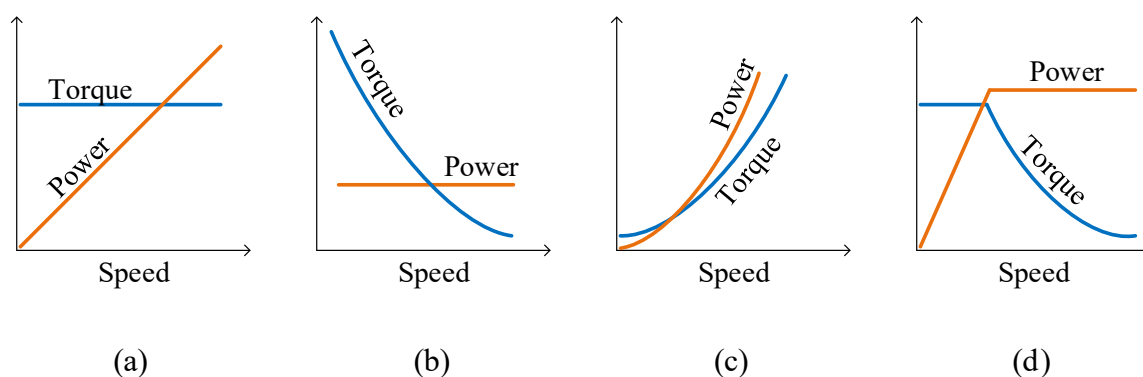 Torque
Power
Speed
(a)
Torque
Power
Speed
(b)
Power
Torque
Speed
(c)
Power
Torque
Speed
(d)